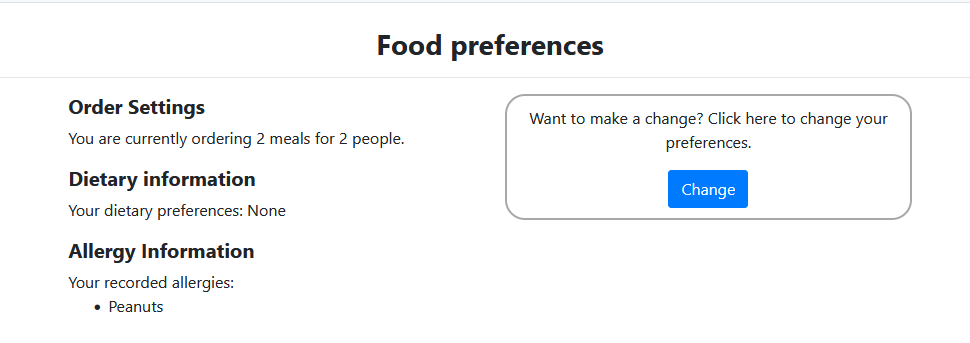 Food preferences
Order Settings
You are currently ordering 2 meals for 2 people.
Dietary information
Your dietary preferences: None
Allergy Information
Your recorded allergies:
• Peanuts
Want to make a change? Click here to change your
preferences.
Change